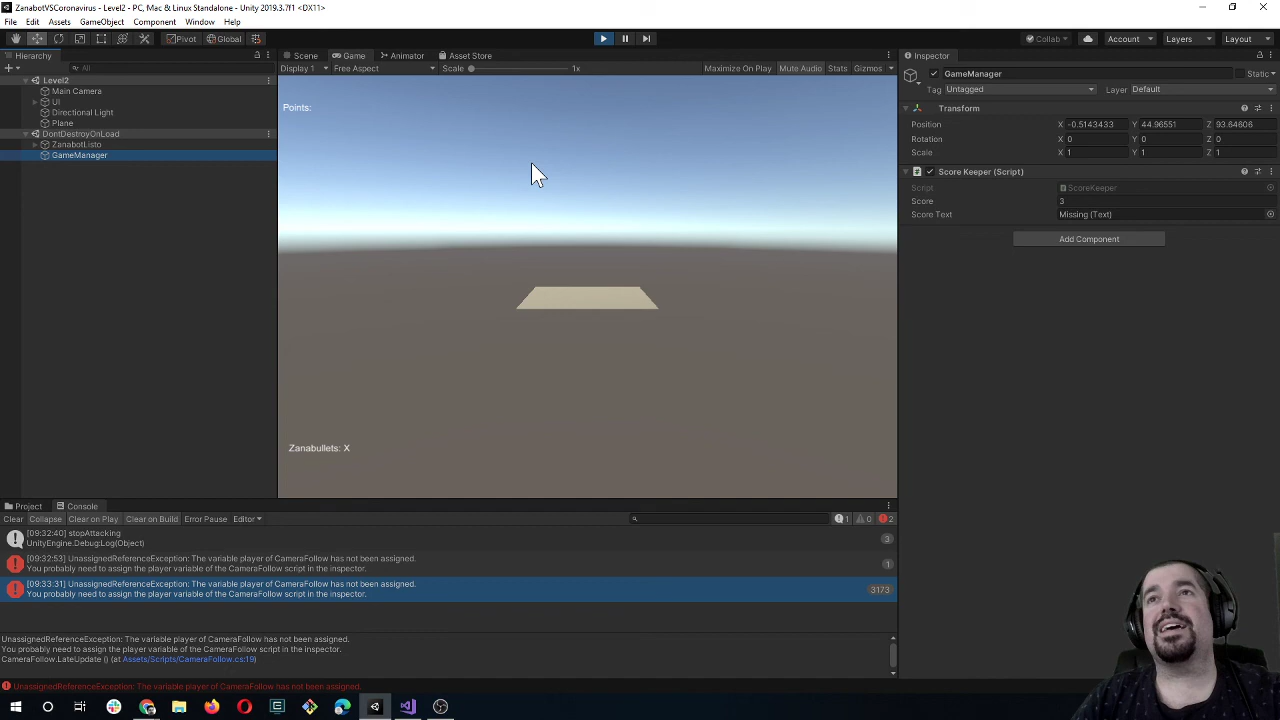 ZanabotVSCoronavirus - Level2 - PC, Mac & Linux Standalone - Unity 2019.3.7f1 <DX11>
File Edit Assets GameObject Component Window Help
Pivot Global Collab Account Layers Layout
Hierarchy
All
Level2
Main Camera
UI
Directional Light
Plane
DontDestroyOnLoad
ZanabotListo
GameManager
Scene Game Animator Asset Store
Display 1 Free Aspect Scale 1x Maximize On Play Mute Audio Stats Gizmos
Points:
Zanabullets: X
Inspector
GameManager Static
Tag Untagged Layer Default
Transform
Position X -0.5143433 Y 44.96551 Z 93.64606
Rotation X 0 Y 0 Z 0
Scale X 1 Y 1 Z 1
Score Keeper (Script)
Script ScoreKeeper
Score 3
Score Text Missing (Text)
Add Component
Project Console
Clear Collapse Clear on Play Clear on Build Error Pause Editor 1 0 2
[09:32:40] stopAttacking
UnityEngine.Debug:Log(Object)
3
[09:32:53] UnassignedReferenceException: The variable player of CameraFollow has not been assigned.
You probably need to assign the player variable of the CameraFollow script in the inspector.
1
[09:33:31] UnassignedReferenceException: The variable player of CameraFollow has not been assigned.
You probably need to assign the player variable of the CameraFollow script in the inspector.
3173
UnassignedReferenceException: The variable player of CameraFollow has not been assigned.
You probably need to assign the player variable of the CameraFollow script in the inspector.
CameraFollow.LateUpdate () (at Assets/Scripts/CameraFollow.cs:19)
UnassignedReferenceException: The variable player of CameraFollow has not been assigned.